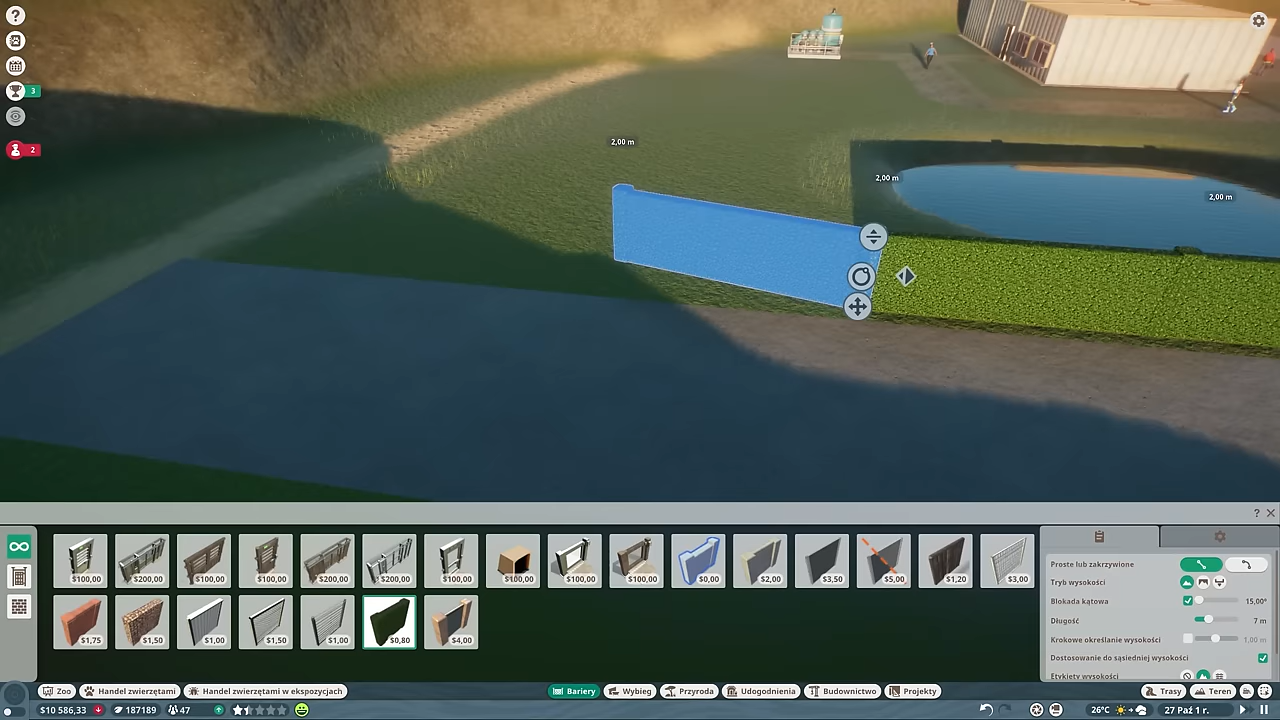 ?
3
2
2,00 m
2,00 m
2,00 m
?
$100,00 $200,00 $100,00 $100,00 $200,00 $200,00 $100,00 $100,00 $100,00 $100,00 $0,00 $2,00 $3,50 $5,00 $1,20 $3,00
$1,75 $1,50 $1,00 $1,50 $1,00 $0,80 $4,00
Proste lub zakrzywione
Tryb wysokości
Blokada kątowa 15,00°
Długość 7 m
Krokowe określanie wysokości 1,00 m
Dostosowanie do sąsiedniej wysokości
Etykiety wysokości
Zoo Handel zwierzętami Handel zwierzętami w ekspozycjach Bariery Wybieg Przyroda Udogodnienia Budownictwo Projekty Trasy Teren
$10 586,33 187189 47 26°C 27 Paź 1 r.